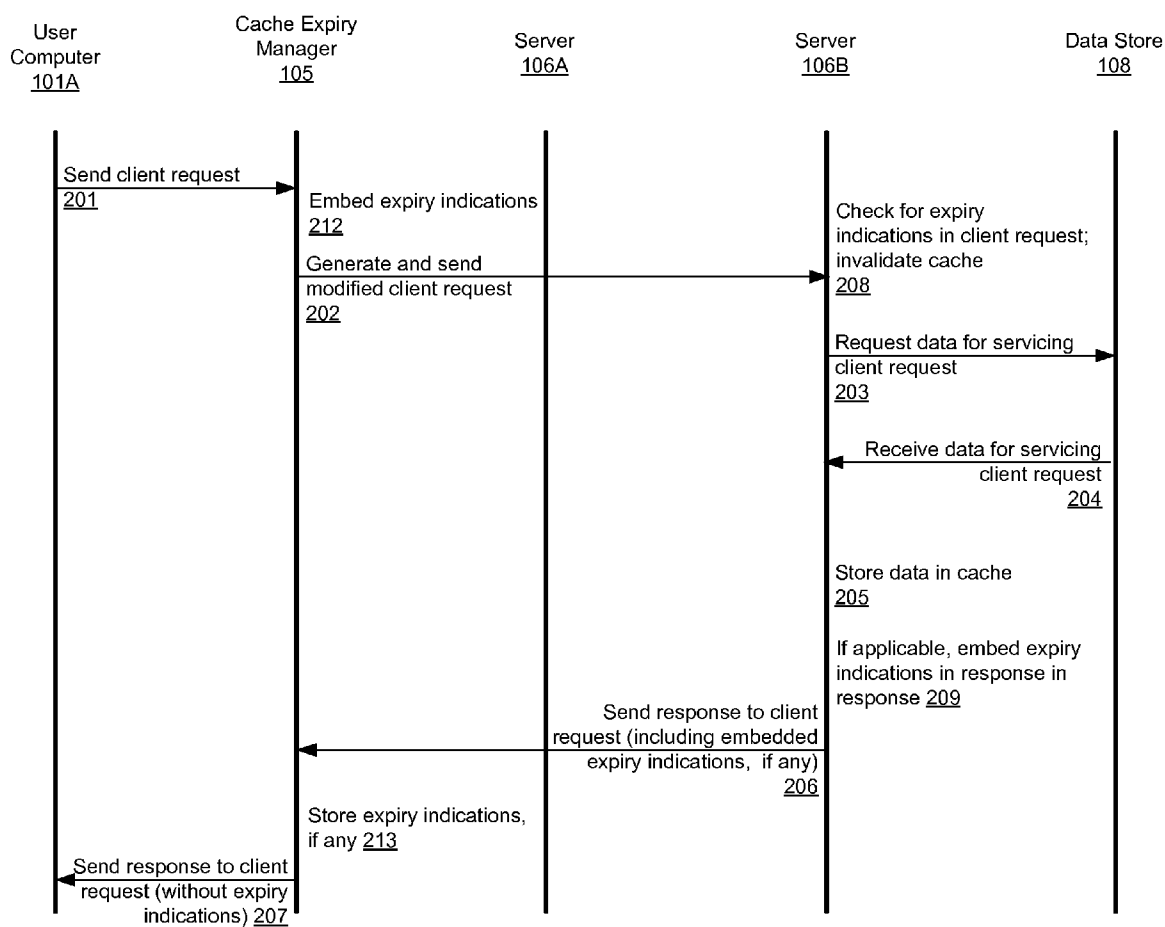 User
Computer
101A
Cache Expiry
Manager
105
Server
106A
Server
106B
Data Store
108
Send client request
201
Embed expiry indications
212
Generate and send
modified client request
202
Check for expiry
indications in client request;
invalidate cache
208
Request data for servicing
client request
203
Receive data for servicing
client request
204
Store data in cache
205
If applicable, embed expiry
indications in response in
response 209
Send response to client
request (including embedded
expiry indications, if any)
206
Store expiry indications,
if any 213
Send response to client
request (without expiry
indications) 207